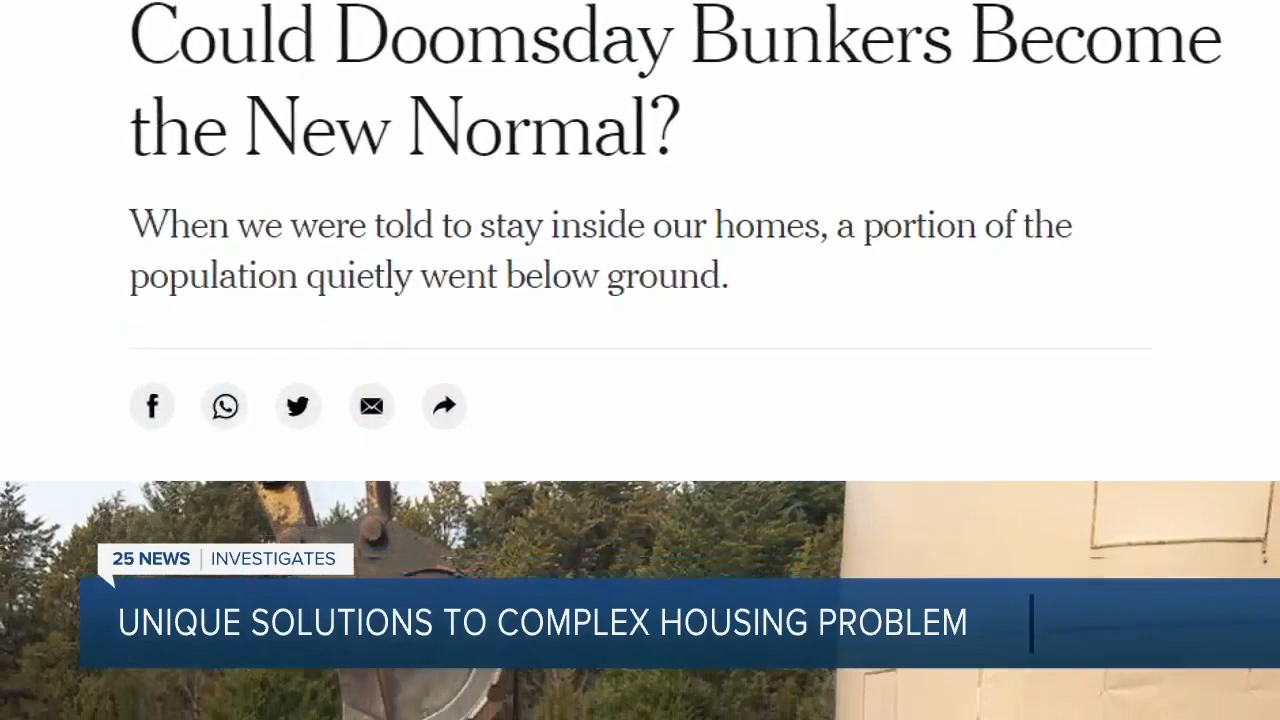 Could Doomsday Bunkers Become
the New Normal?
When we were told to stay inside our homes, a portion of the
population quietly went below ground.
25 NEWS | INVESTIGATES
UNIQUE SOLUTIONS TO COMPLEX HOUSING PROBLEM